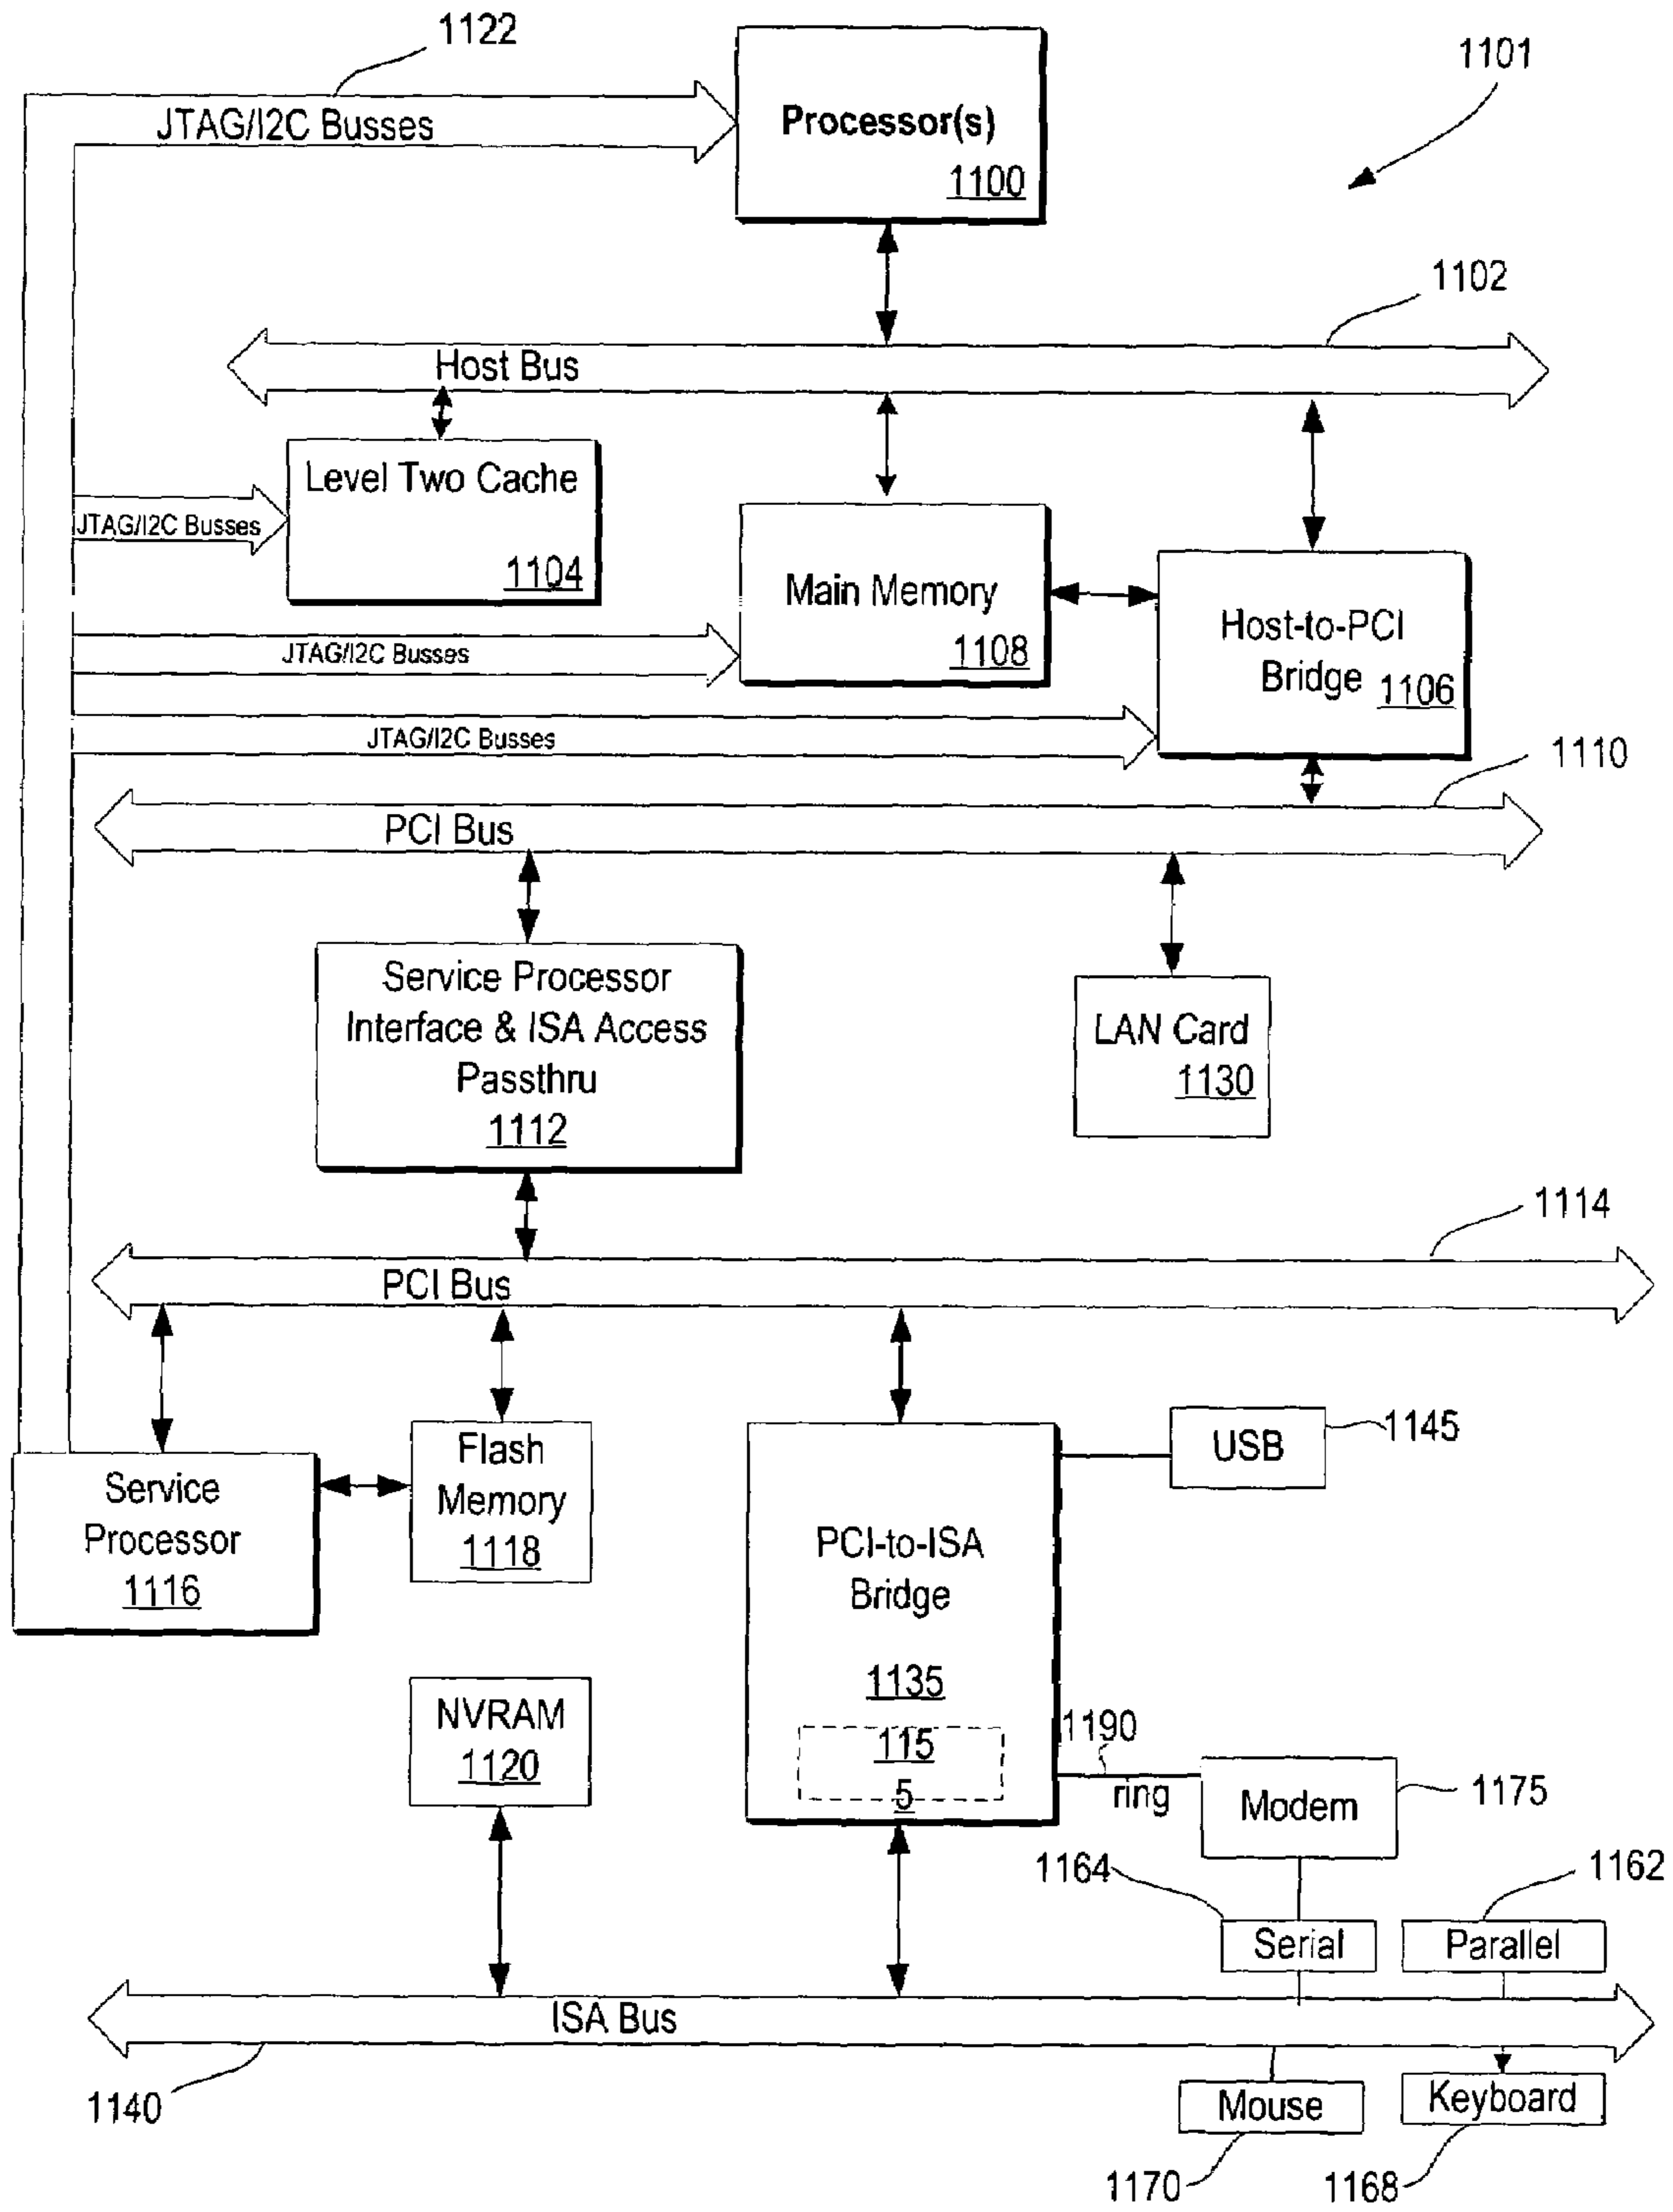 1122
1101
JTAG/I2C Busses
Processor(s)
1100
1102
Host Bus
Level Two Cache
1104
JTAG/I2C Busses
Main Memory
1108
Host-to-PCI
Bridge 1106
JTAG/I2C Busses
JTAG/I2C Busses
1110
PCI Bus
Service Processor
Interface & ISA Access
Passthru
1112
LAN Card
1130
1114
PCI Bus
Service
Processor
1116
Flash
Memory
1118
PCI-to-ISA
Bridge
1135
115
5
USB
1145
NVRAM
1120
1190
ring
Modem
1175
1164
1162
Serial
Parallel
ISA Bus
1140
Mouse
Keyboard
1170
1168